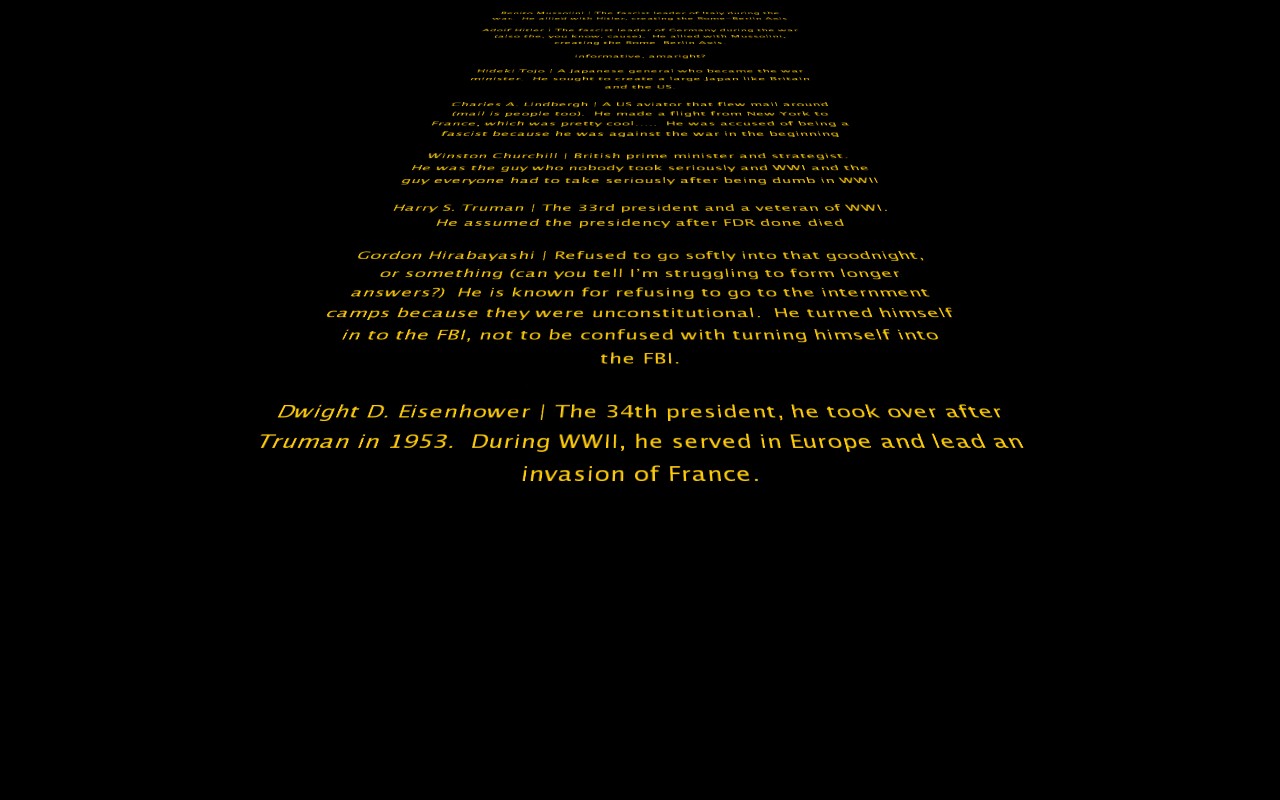 Benito Mussolini | The fascist leader of Italy during the
war.  He allied with Hitler, creating the Rome-Berlin Axis.
Adolf Hitler | The fascist leader of Germany during the war
(also the, you know, cause).  He allied with Mussolini,
creating the Rome-Berlin Axis.
informative, amaright?
Hideki Tojo | A Japanese general who became the war
minister.  He sought to create a large Japan like Britain
and the US.
Charles A. Lindbergh | A US aviator that flew mail around
(mail is people too).  He made a flight from New York to
France, which was pretty cool.....  He was accused of being a
fascist because he was against the war in the beginning
Winston Churchill | British prime minister and strategist.
He was the guy who nobody took seriously and WWI and the
guy everyone had to take seriously after being dumb in WWII
Harry S. Truman | The 33rd president and a veteran of WWI.
He assumed the presidency after FDR done died
Gordon Hirabayashi | Refused to go softly into that goodnight,
or something (can you tell I'm struggling to form longer
answers?)  He is known for refusing to go to the internment
camps because they were unconstitutional.  He turned himself
in to the FBI, not to be confused with turning himself into
the FBI.
Dwight D. Eisenhower | The 34th president, he took over after
Truman in 1953.  During WWII, he served in Europe and lead an
invasion of France.